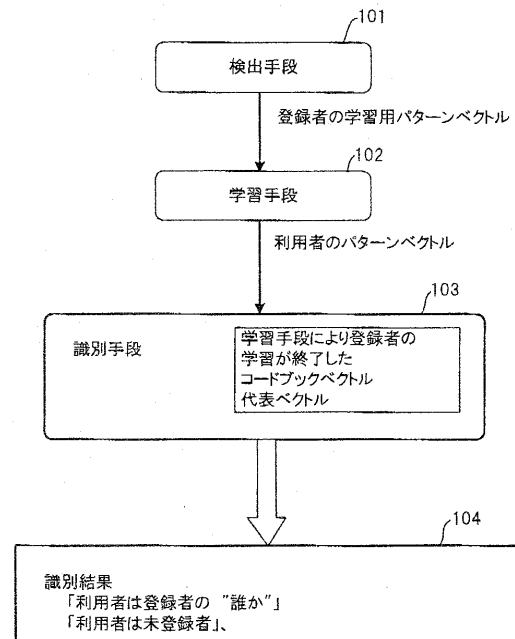 101
検出手段
登録者の学習用パターンベクトル
102
学習手段
利用者のパターンベクトル
103
識別手段
学習手段により登録者の
学習が終了した
コードブックベクトル
代表ベクトル
104
識別結果
「利用者は登録者の "誰か"」
「利用者は未登録者」、